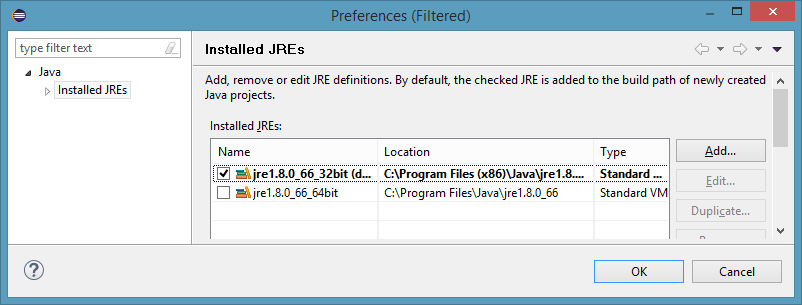 Preferences (Filtered)
type filter text
Java
Installed JREs
Installed JREs
Add, remove or edit JRE definitions. By default, the checked JRE is added to the build path of newly created
Java projects.
Installed JREs:
Name Location Type
jre1.8.0_66_32bit (d... C:\Program Files (x86)\Java\jre1.8.... Standard ...
jre1.8.0_66_64bit C:\Program Files\Java\jre1.8.0_66 Standard VM
Add...
Edit...
Duplicate...
OK
Cancel